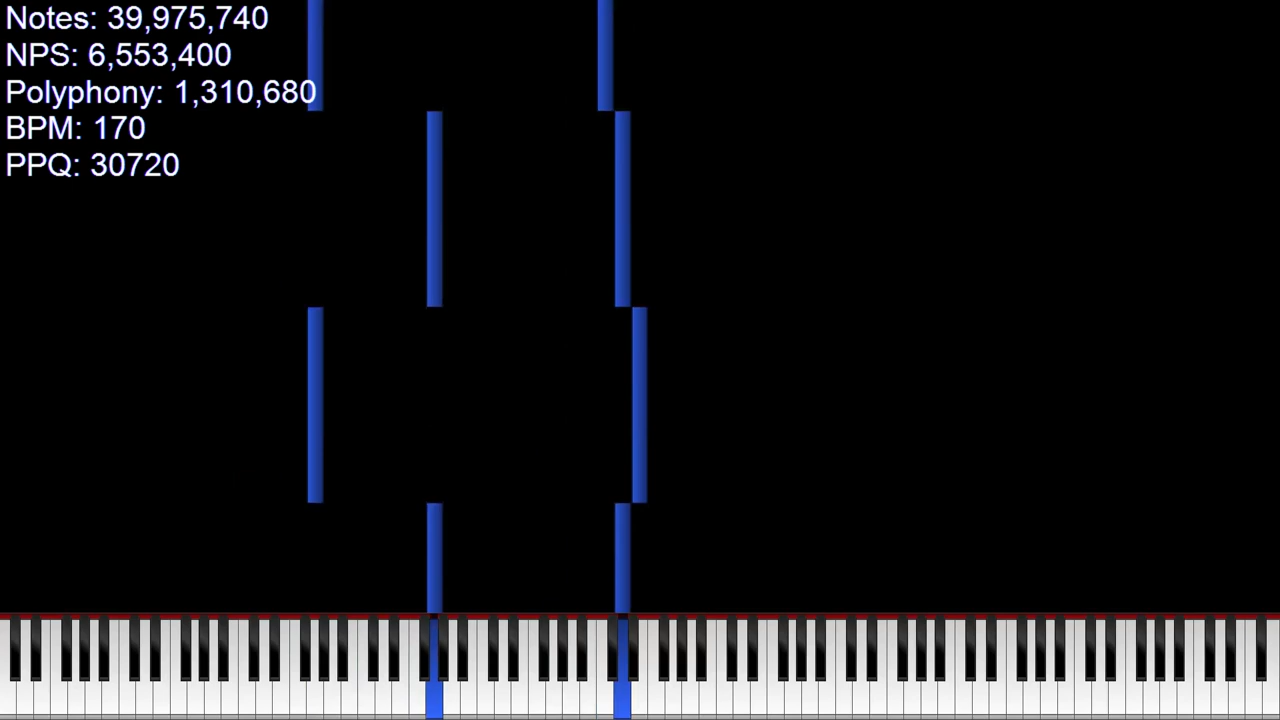 Notes: 39,975,740
NPS: 6,553,400
Polyphony: 1,310,680
BPM: 170
PPQ: 30720